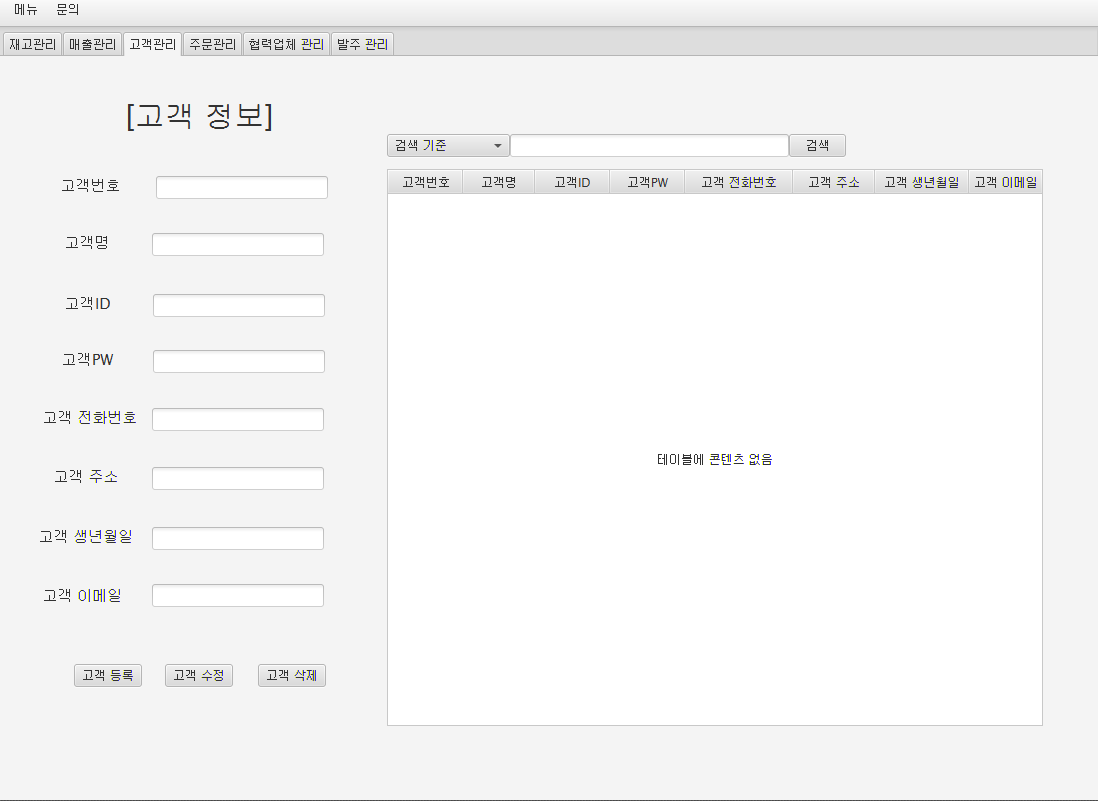 메뉴 문의
재고관리 매출관리 고객관리 주문관리 협력업체 관리 발주 관리
[고객 정보]
검색 기준 검색
고객번호
고객명
고객ID
고객PW
고객 전화번호
고객 주소
고객 생년월일
고객 이메일
고객 등록 고객 수정 고객 삭제
고객번호 고객명 고객ID 고객PW 고객 전화번호 고객 주소 고객 생년월일 고객 이메일
테이블에 콘텐츠 없음